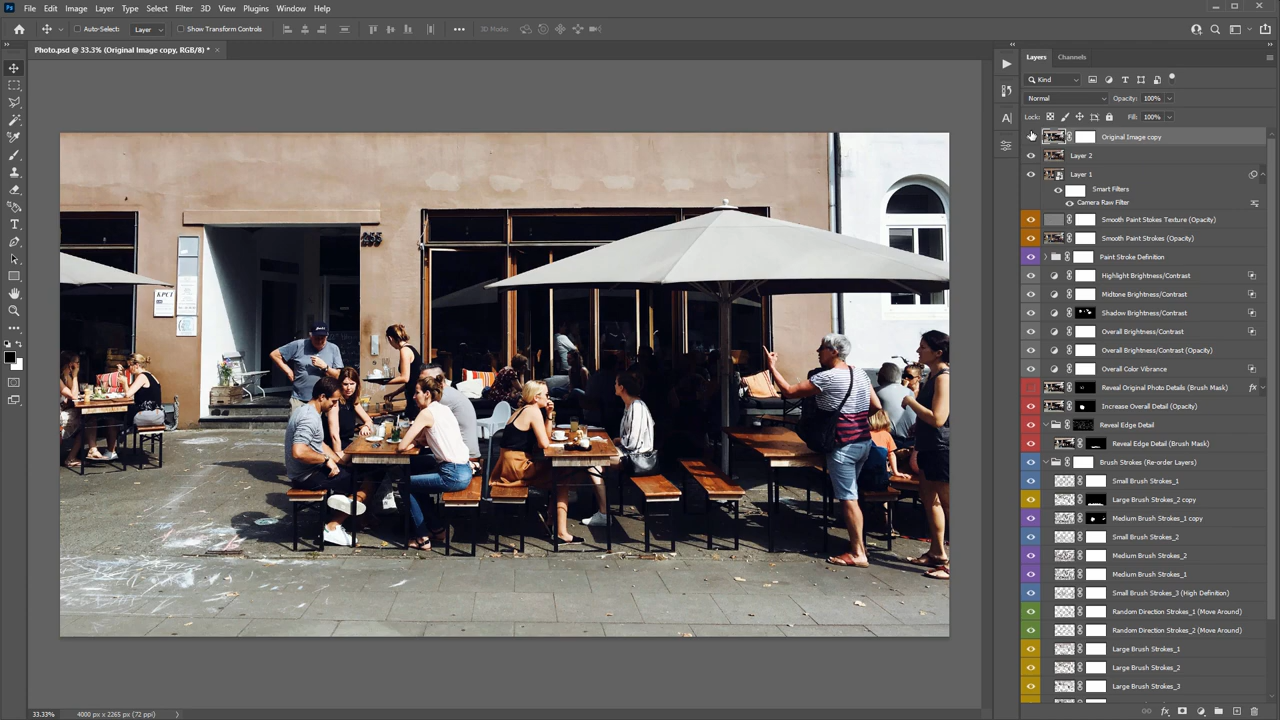 File Edit Image Layer Type Select Filter 3D View Plugins Window Help
Auto-Select: Layer Show Transform Controls 3D Mode:
Photo.psd @ 33.3% (Original Image copy, RGB/8) *
Layers Channels
Kind
Normal Opacity: 100%
Lock: Fill: 100%
Original Image copy
Layer 2
Layer 1
Smart Filters
Camera Raw Filter
Smooth Paint Stokes Texture (Opacity)
Smooth Paint Strokes (Opacity)
Paint Stroke Definition
Highlight Brightness/Contrast
Midtone Brightness/Contrast
Shadow Brightness/Contrast
Overall Brightness/Contrast
Overall Brightness/Contrast (Opacity)
Overall Color Vibrance
Reveal Original Photo Details (Brush Mask) fx
Increase Overall Detail (Opacity)
Reveal Edge Detail
Reveal Edge Detail (Brush Mask)
Brush Strokes (Re-order Layers)
Small Brush Strokes_1
Large Brush Strokes_2 copy
Medium Brush Strokes_1 copy
Small Brush Strokes_2
Medium Brush Strokes_2
Medium Brush Strokes_1
Small Brush Strokes_3 (High Definition)
Random Direction Strokes_1 (Move Around)
Random Direction Strokes_2 (Move Around)
Large Brush Strokes_1
Large Brush Strokes_2
Large Brush Strokes_3
255
KPCI
33.33% 4000 px x 2265 px (72 ppi)